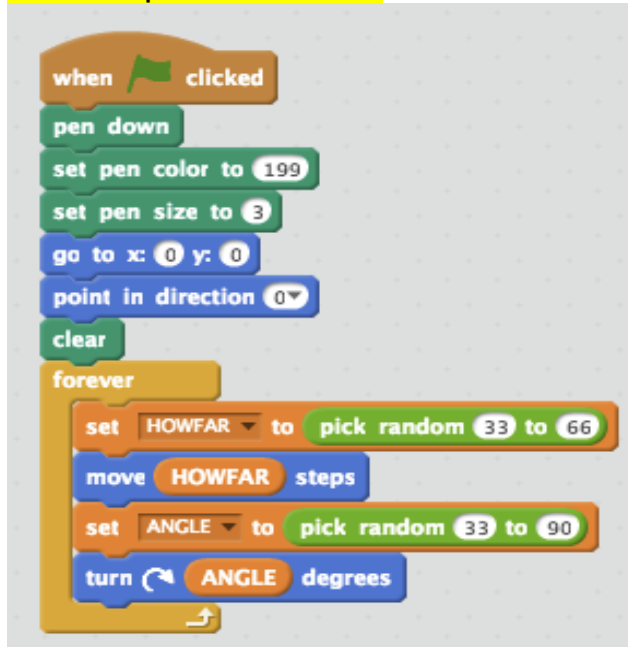 when clicked
pen down
set pen color to 199
set pen size to 3
go to x: 0 y: 0
point in direction 0
clear
forever
set HOWFAR to pick random 33 to 66
move HOWFAR steps
set ANGLE to pick random 33 to 90
turn ANGLE degrees